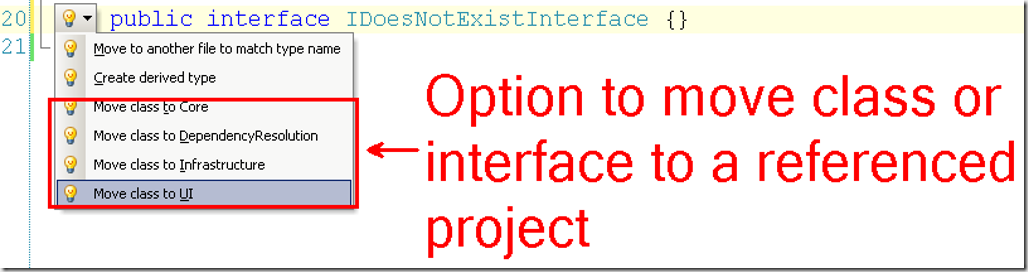 20 public interface IDoesNotExistInterface {}
21
Move to another file to match type name
Create derived type
Move class to Core
Move class to DependencyResolution
Move class to Infrastructure
Move class to UI
Option to move class or
interface to a referenced
project